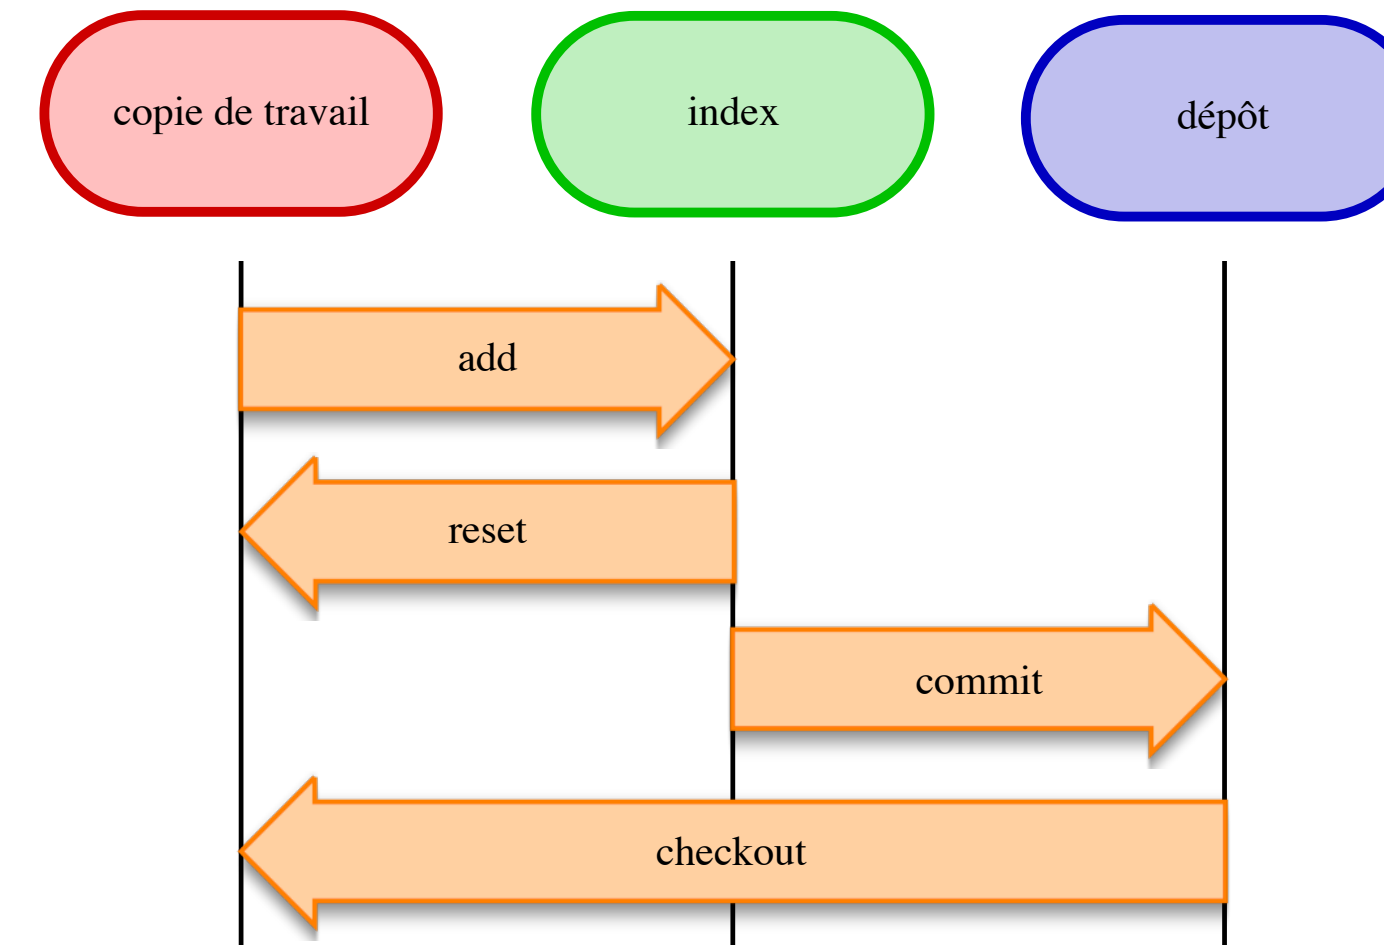 copie de travail
index
dépôt
add
reset
commit
checkout